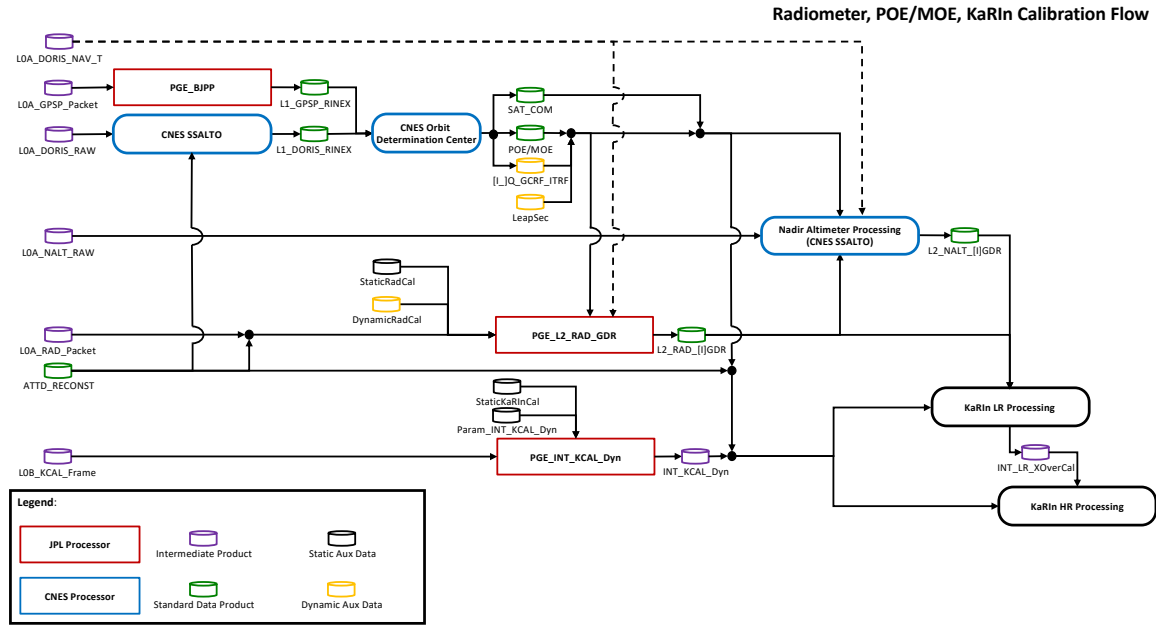 Radiometer, POE/MOE, KaRIn Calibration Flow
L0A_DORIS_NAV_T
PGE_BJPP
L0A_GPSP_Packet
L1_GPSP_RINEX
SAT_COM
CNES SSALTO
CNES Orbit
Determination Center
L0A_DORIS_RAW
L1_DORIS_RINEX
POE/MOE
[I_]Q_GCRF_ITRF
LeapSec
L0A_NALT_RAW
Nadir Altimeter Processing
(CNES SSALTO)
L2_NALT_[I]GDR
StaticRadCal
DynamicRadCal
L0A_RAD_Packet
PGE_L2_RAD_GDR
L2_RAD_[I]GDR
ATTD_RECONST
StaticKaRInCal
Param_INT_KCAL_Dyn
KaRIn LR Processing
L0B_KCAL_Frame
PGE_INT_KCAL_Dyn
INT_KCAL_Dyn
INT_LR_XOverCal
KaRIn HR Processing
Legend:
JPL Processor
Intermediate Product
Static Aux Data
CNES Processor
Standard Data Product
Dynamic Aux Data